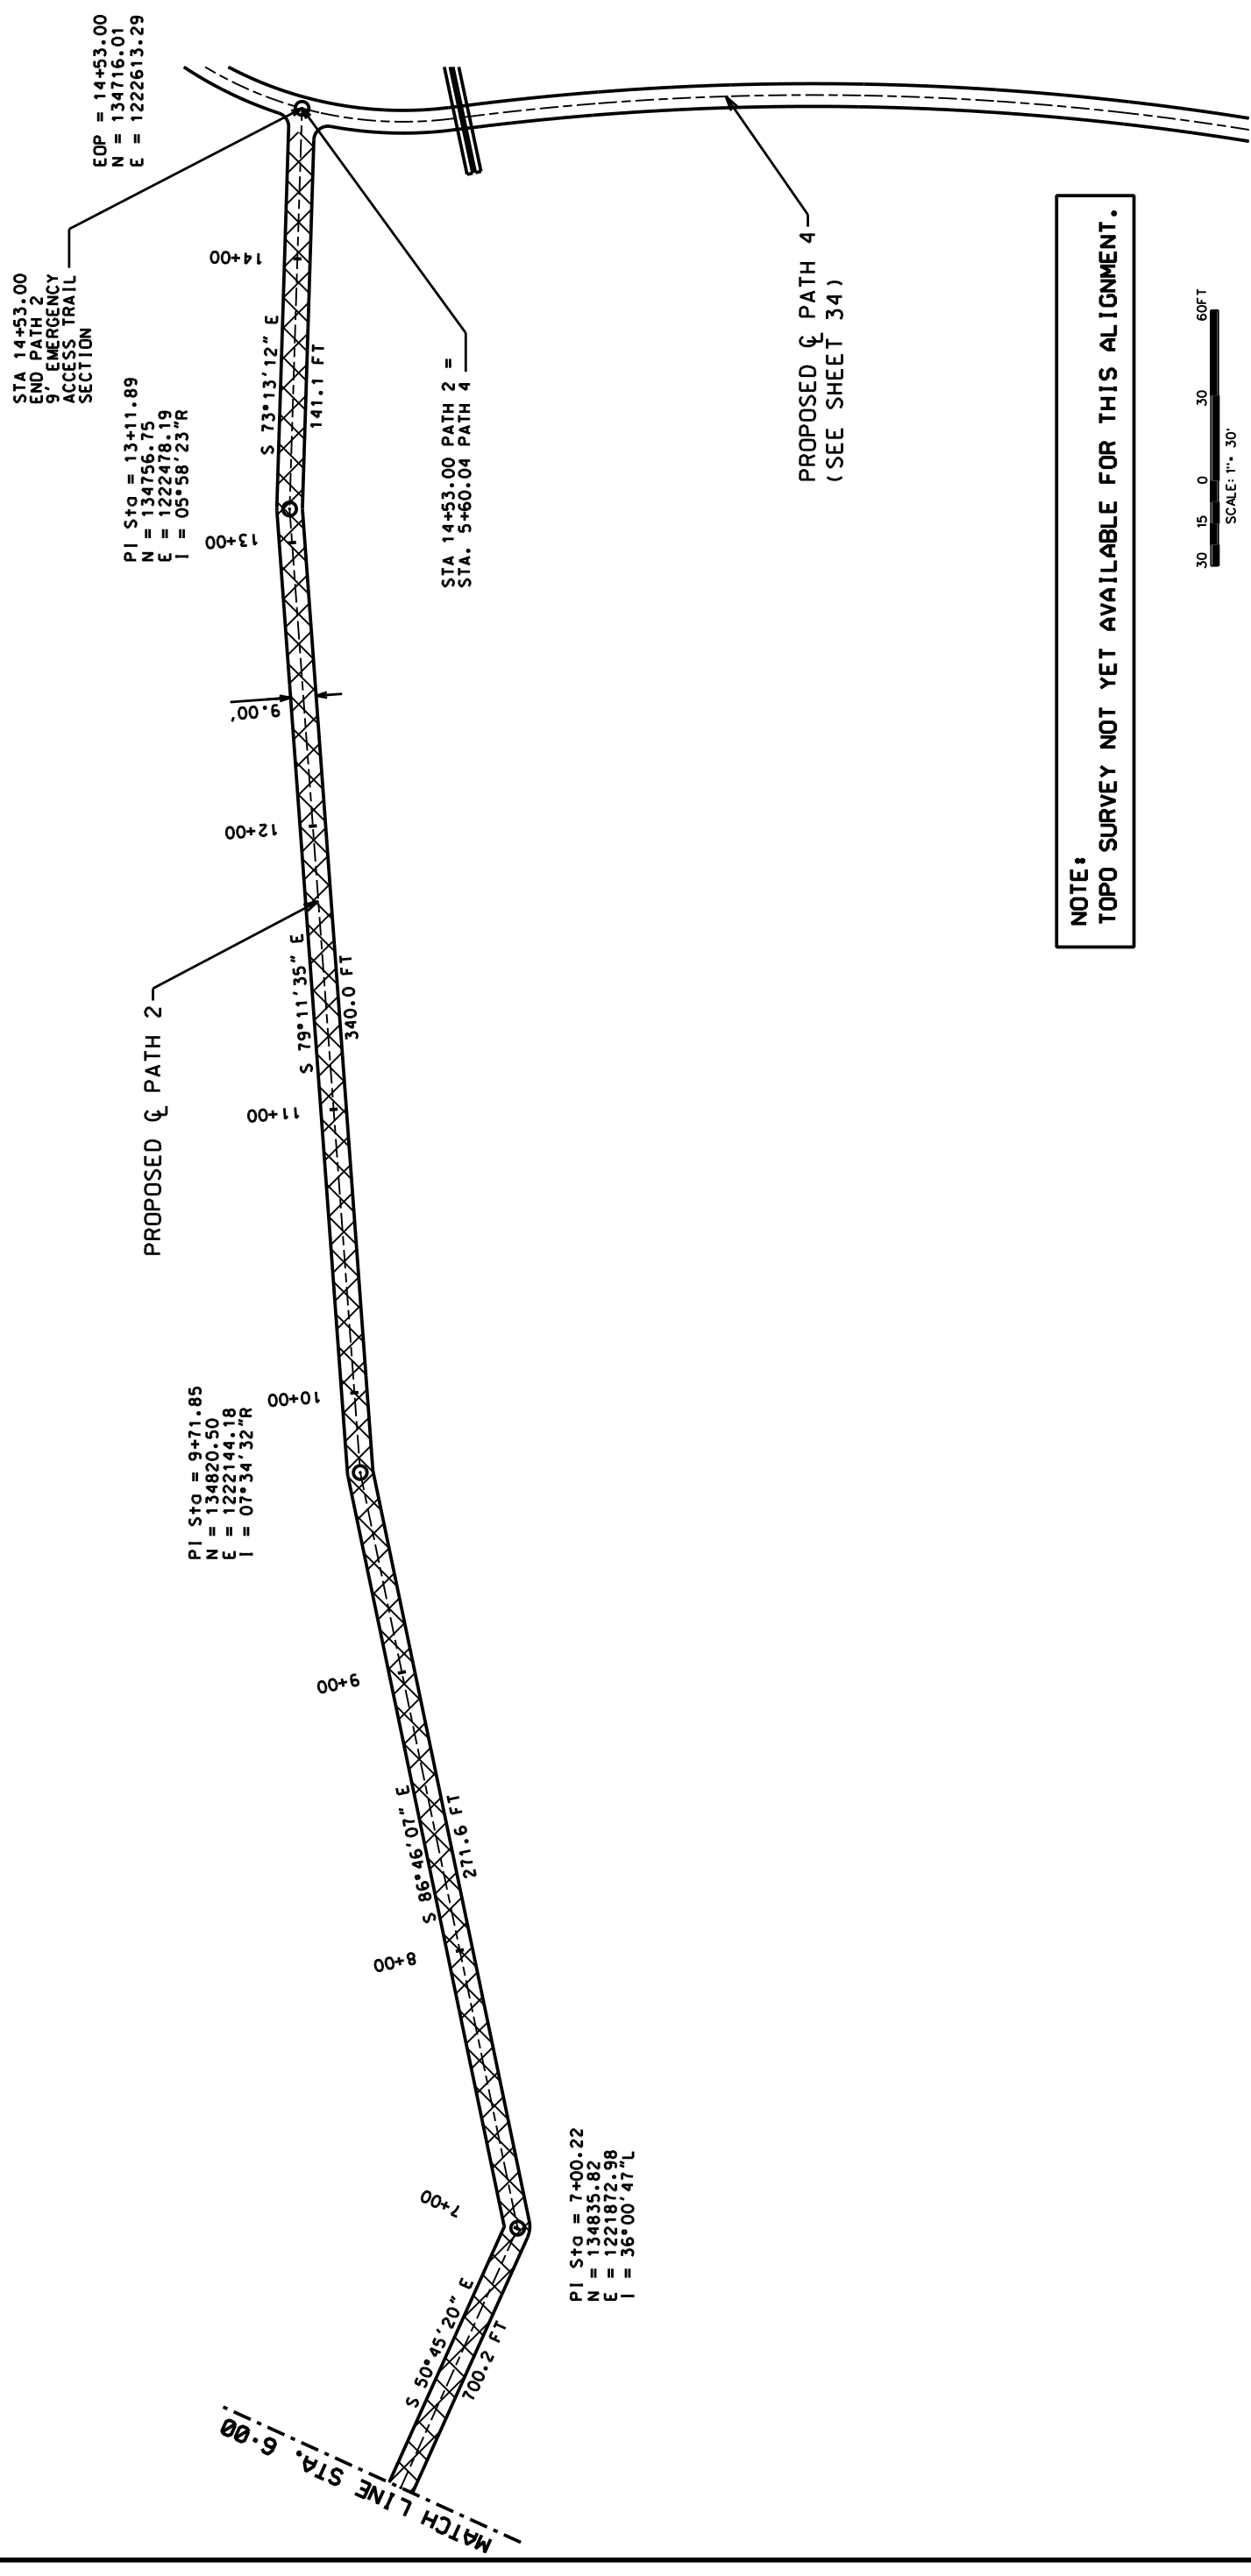 STA 14+53.00
END PATH 2
9' EMERGENCY
ACCESS TRAIL
SECTION
EOP = 14+53.00
N = 134716.01
E = 1222613.29
14+00
S 73°13'12" E
141.1 FT
PI Sta = 13+11.89
N = 134756.75
E = 1222478.19
I = 05°58'23"R
13+00
STA 14+53.00 PATH 2 =
STA. 5+60.04 PATH 4
PROPOSED ℄ PATH 4
(SEE SHEET 34)
9.00'
12+00
S 79°11'35" E
340.0 FT
PROPOSED ℄ PATH 2
11+00
10+00
PI Sta = 9+71.85
N = 134820.50
E = 1222144.18
I = 07°34'32"R
9+00
S 86°46'07" E
271.6 FT
8+00
7+00
PI Sta = 7+00.22
N = 134835.82
E = 1221872.98
I = 36°00'47"L
S 50°45'20" E
700.2 FT
MATCH LINE STA. 6:00
NOTE:
TOPO SURVEY NOT YET AVAILABLE FOR THIS ALIGNMENT.
30 15 0 30 60FT
SCALE: 1"= 30'